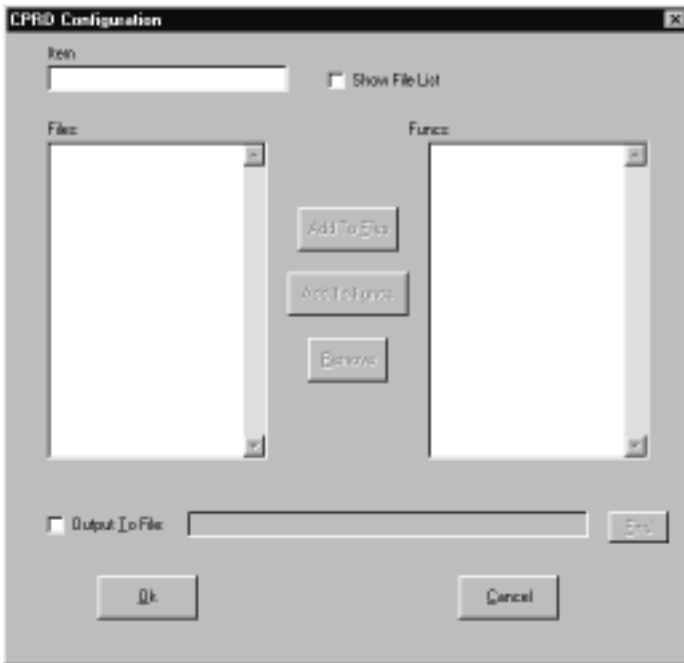 CPRD Configuration
Item
Show File List
Files:
Funcs:
Add To Files
Add To Funcs
Remove
Output To File:
Ok
Cancel